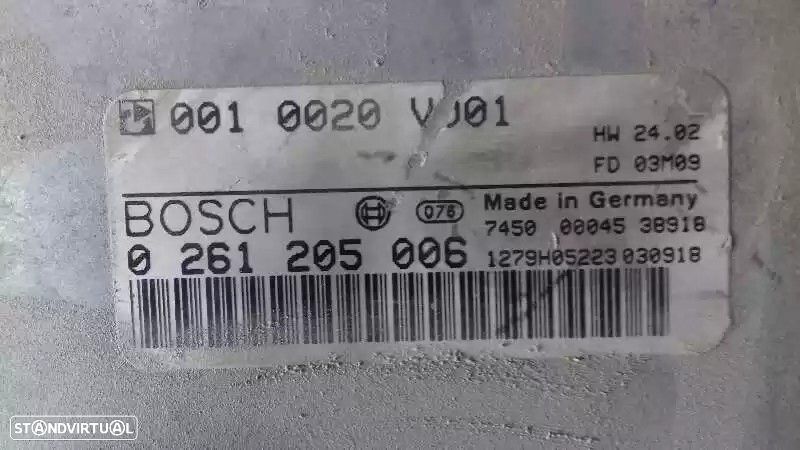 001 0020 V001
HW 24.02
FD 03M09
BOSCH 076 Made in Germany
7450 00045 38918
0 261 205 006 1279H05223 030918
STANDVIRTUAL